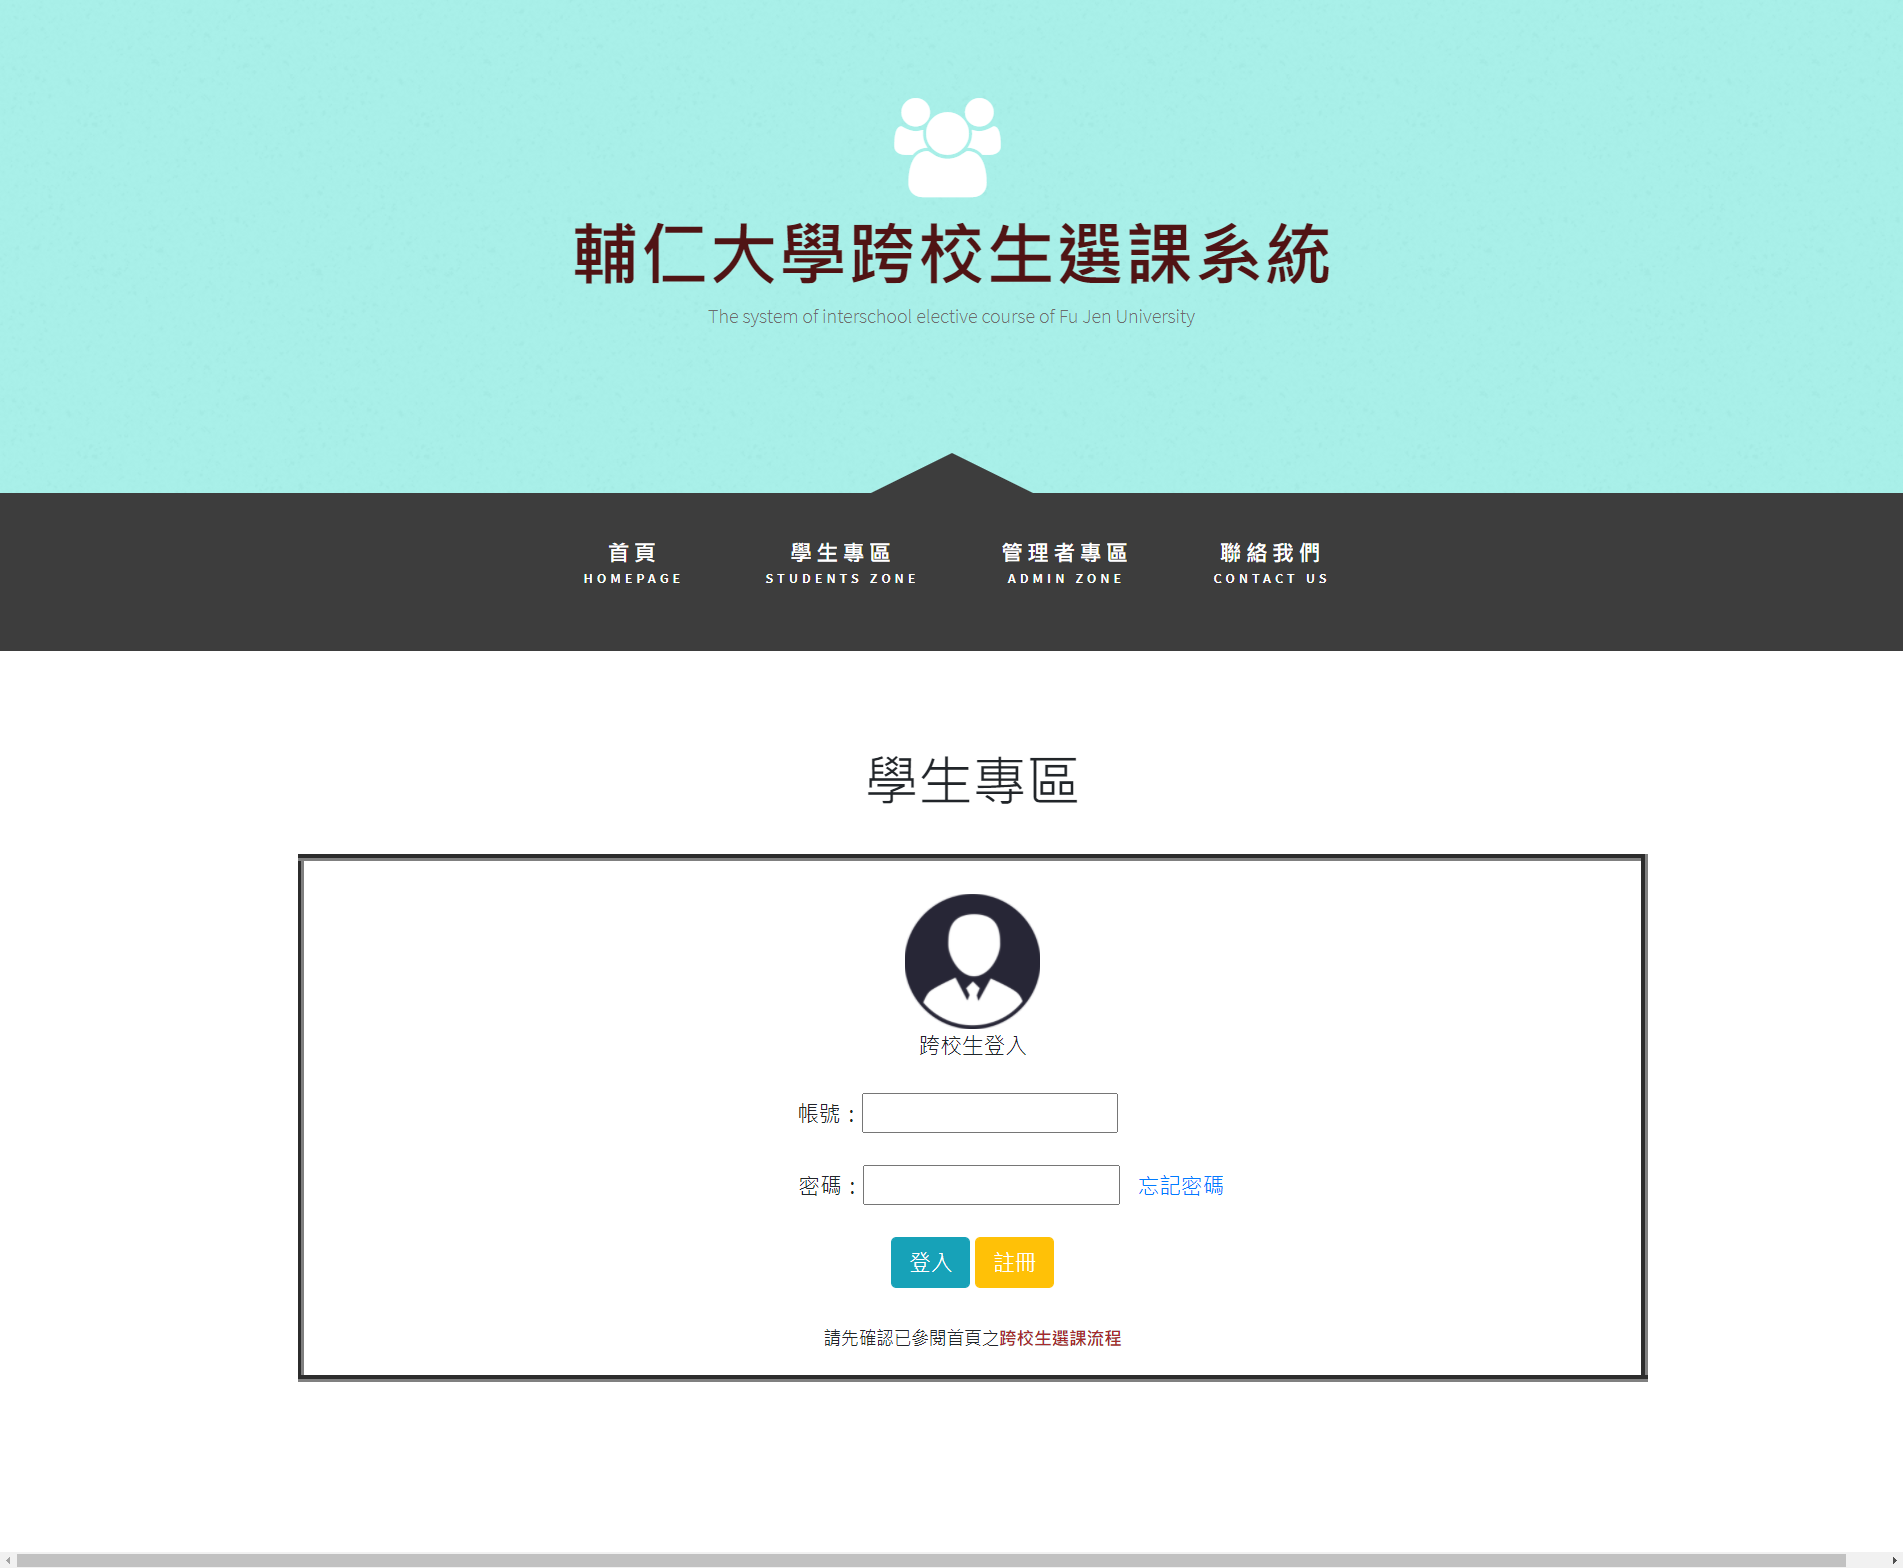 輔仁大學跨校生選課系統
The system of interschool elective course of Fu Jen University
首頁
HOMEPAGE
學生專區
STUDENTS ZONE
管理者專區
ADMIN ZONE
聯絡我們
CONTACT US
學生專區
跨校生登入
帳號：
密碼： 忘記密碼
登入 註冊
請先確認已參閱首頁之跨校生選課流程